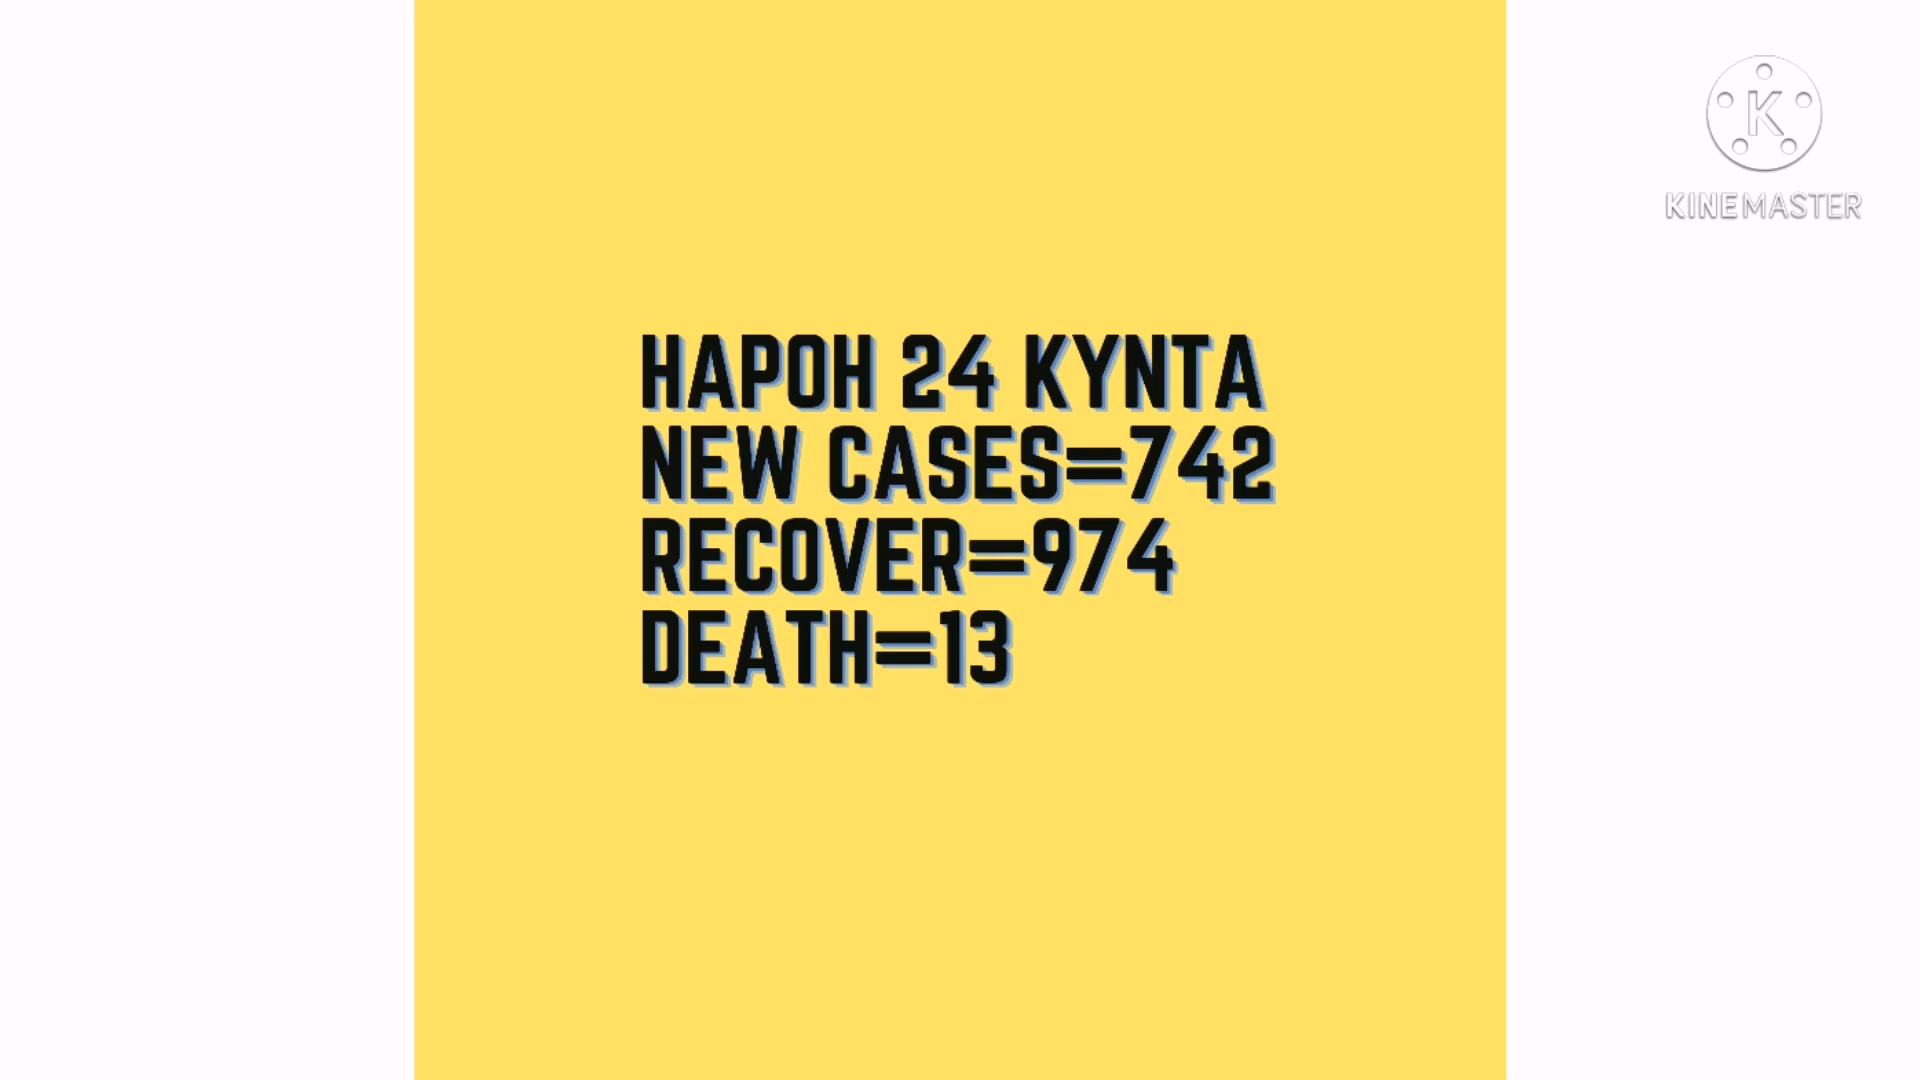 HAPOH 24 KYNTA
NEW CASES=742
RECOVER=974
DEATH=13
K
KINEMASTER